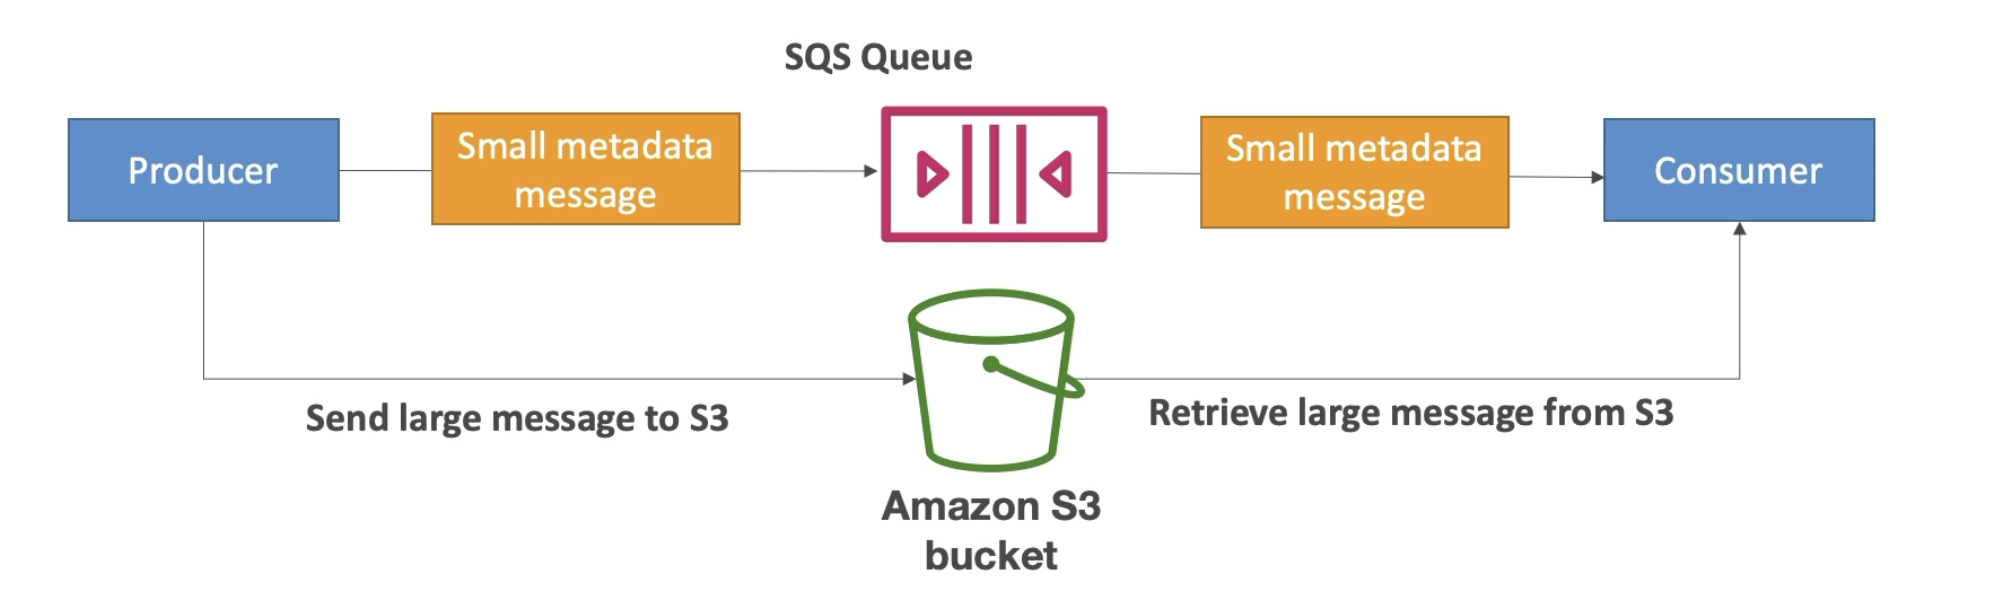 SQS Queue
Producer
Small metadata
message
Small metadata
message
Consumer
Send large message to S3
Retrieve large message from S3
Amazon S3
bucket